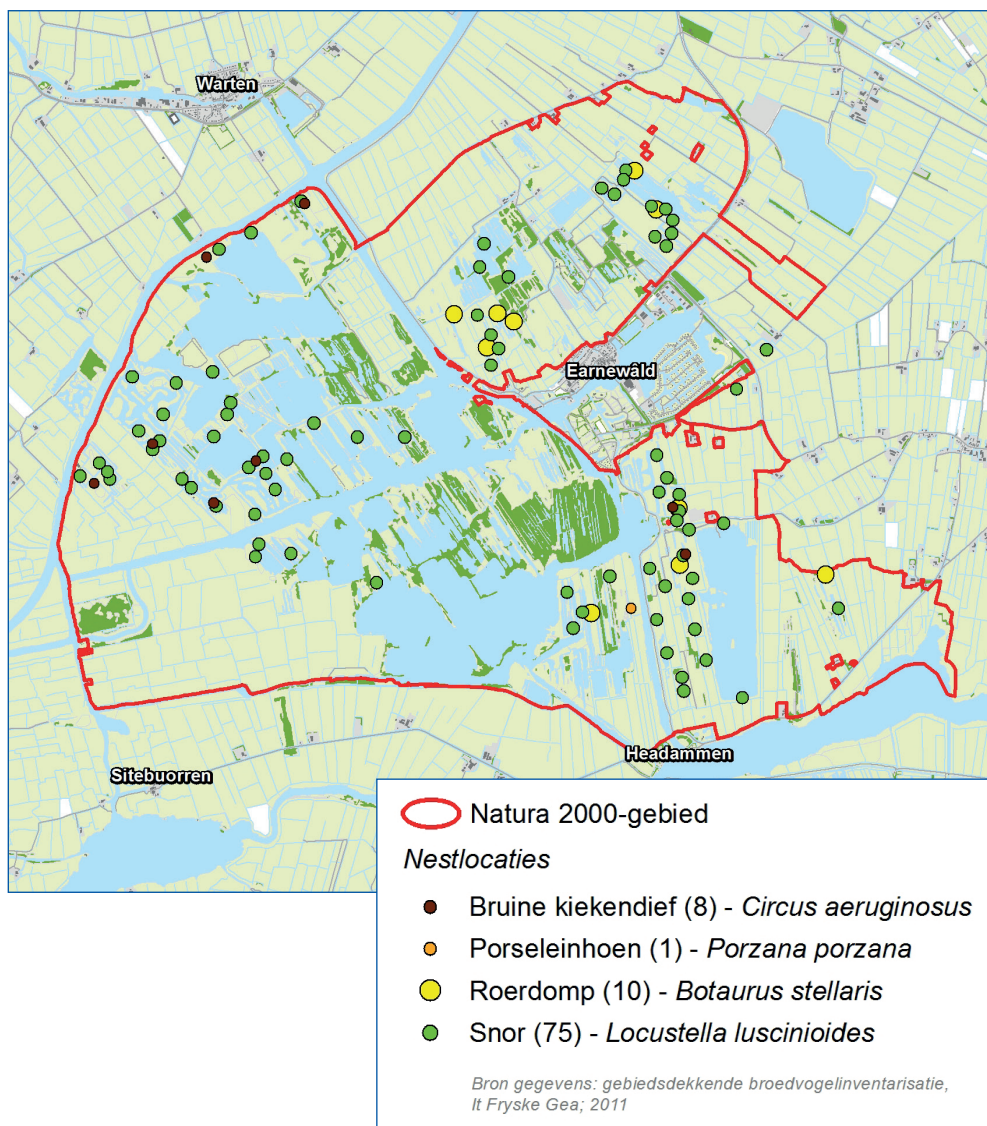 Warten
Earnewâld
Headammen
Sitebuorren
Natura 2000-gebied
Nestlocaties
Bruine kiekendief (8) - Circus aeruginosus
Porseleinhoen (1) - Porzana porzana
Roerdomp (10) - Botaurus stellaris
Snor (75) - Locustella luscinioides
Bron gegevens: gebiedsdekkende broedvogelinventarisatie,
It Fryske Gea; 2011